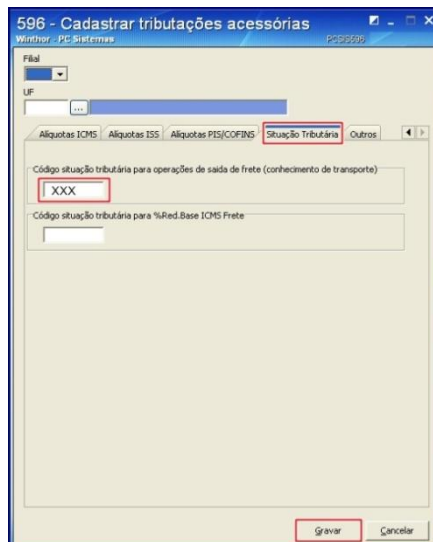 596 - Cadastrar tributações acessórias
Winthor - PC Sistemas PCSIS596
Filial
UF
...
Alíquotas ICMS Alíquotas ISS Alíquotas PIS/COFINS Situação Tributária Outros
Código situação tributária para operações de saida de frete (conhecimento de transporte)
XXX
Código situação tributária para %Red.Base ICMS Frete
Gravar Cancelar